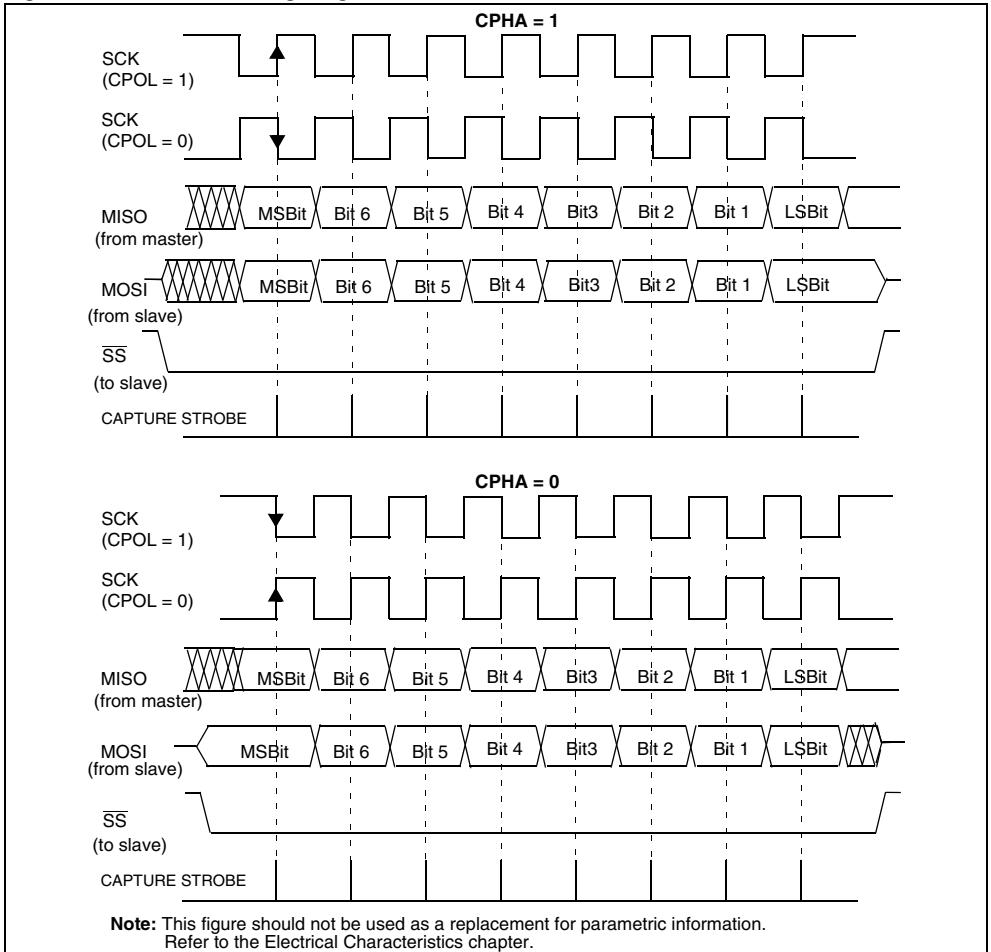 CPHA = 1
SCK
(CPOL = 1)
SCK
(CPOL = 0)
MISO
(from master)
MSBit Bit 6 Bit 5 Bit 4 Bit3 Bit 2 Bit 1 LSBit
MOSI
(from slave)
MSBit Bit 6 Bit 5 Bit 4 Bit3 Bit 2 Bit 1 LSBit
SS
(to slave)
CAPTURE STROBE
CPHA = 0
SCK
(CPOL = 1)
SCK
(CPOL = 0)
MISO
(from master)
MSBit Bit 6 Bit 5 Bit 4 Bit3 Bit 2 Bit 1 LSBit
MOSI
(from slave)
MSBit Bit 6 Bit 5 Bit 4 Bit3 Bit 2 Bit 1 LSBit
SS
(to slave)
CAPTURE STROBE
Note: This figure should not be used as a replacement for parametric information.
Refer to the Electrical Characteristics chapter.